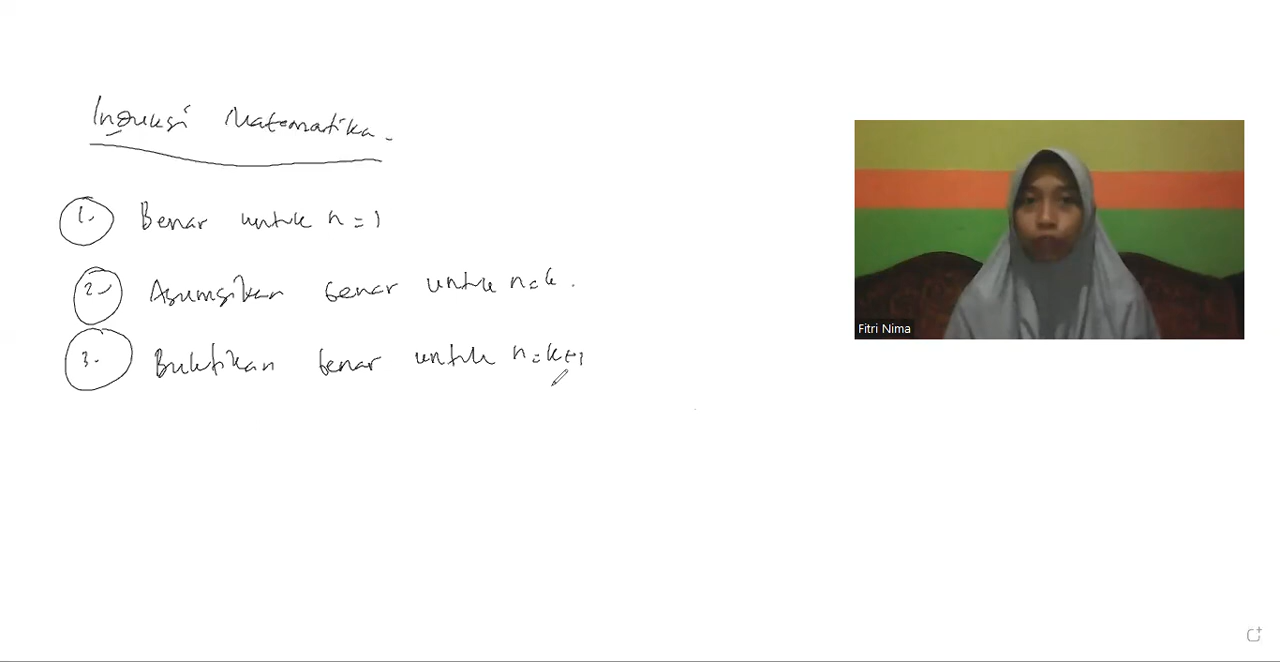 Induksi Matematika.
1. Benar untuk n = 1
2. Asumsikan benar untuk n = k.
3. Buktikan benar untuk n = k+1
Fitri Nima